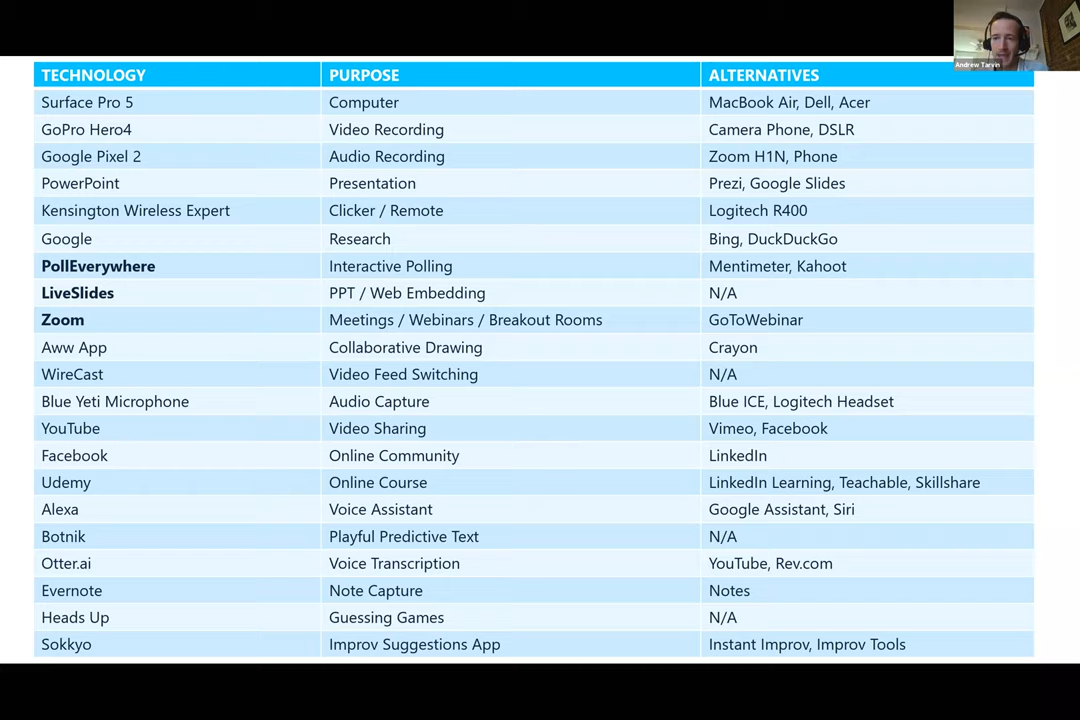 Andrew Tarvin
TECHNOLOGY PURPOSE ALTERNATIVES
Surface Pro 5 Computer MacBook Air, Dell, Acer
GoPro Hero4 Video Recording Camera Phone, DSLR
Google Pixel 2 Audio Recording Zoom H1N, Phone
PowerPoint Presentation Prezi, Google Slides
Kensington Wireless Expert Clicker / Remote Logitech R400
Google Research Bing, DuckDuckGo
PollEverywhere Interactive Polling Mentimeter, Kahoot
LiveSlides PPT / Web Embedding N/A
Zoom Meetings / Webinars / Breakout Rooms GoToWebinar
Aww App Collaborative Drawing Crayon
WireCast Video Feed Switching N/A
Blue Yeti Microphone Audio Capture Blue ICE, Logitech Headset
YouTube Video Sharing Vimeo, Facebook
Facebook Online Community LinkedIn
Udemy Online Course LinkedIn Learning, Teachable, Skillshare
Alexa Voice Assistant Google Assistant, Siri
Botnik Playful Predictive Text N/A
Otter.ai Voice Transcription YouTube, Rev.com
Evernote Note Capture Notes
Heads Up Guessing Games N/A
Sokkyo Improv Suggestions App Instant Improv, Improv Tools